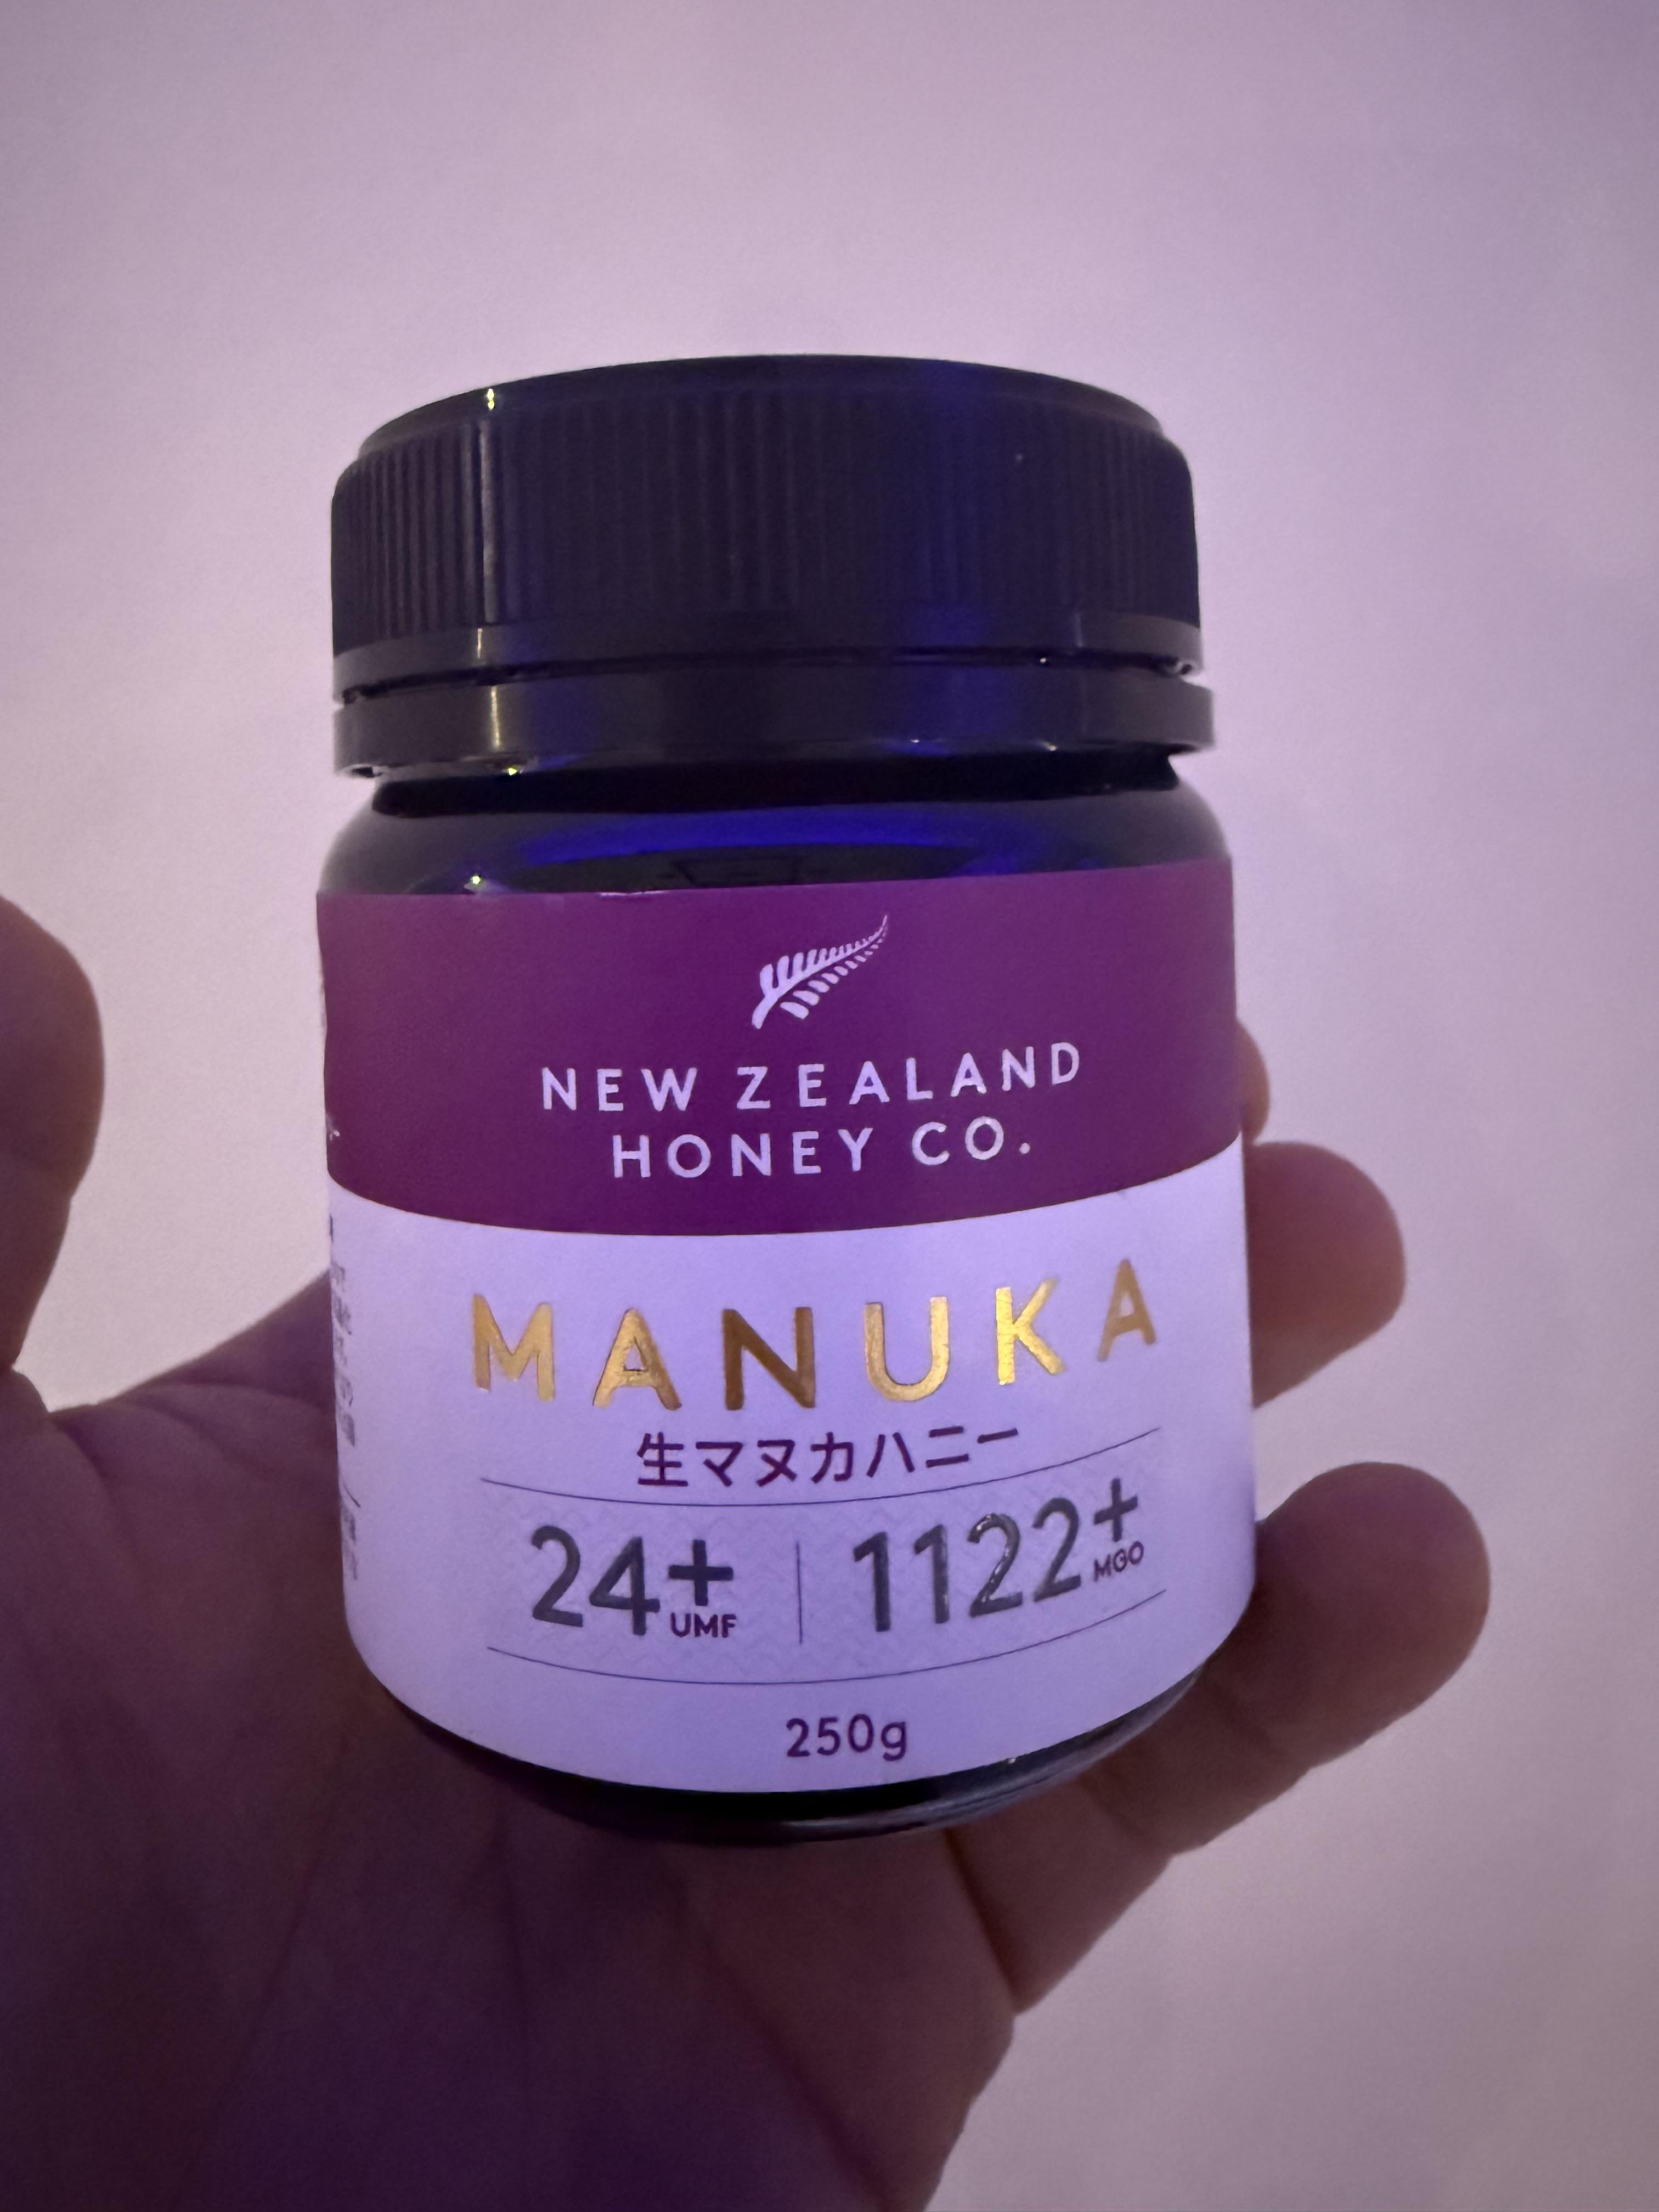 NEW ZEALAND
HONEY CO.
MANUKA
生マヌカハニー
24+ UMF | 1122+ MGO
250g